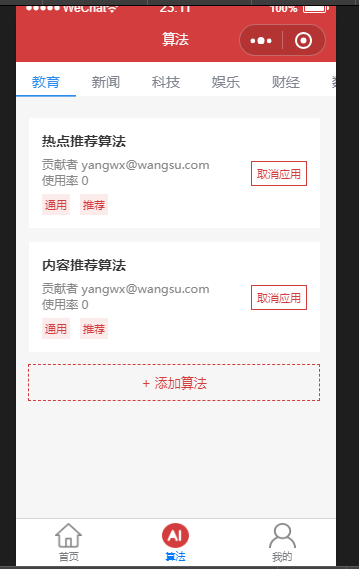 WeChat 23:11 100%
算法
教育 新闻 科技 娱乐 财经
热点推荐算法
贡献者 yangwx@wangsu.com
使用率 0
取消应用
通用 推荐
内容推荐算法
贡献者 yangwx@wangsu.com
使用率 0
取消应用
通用 推荐
+ 添加算法
AI
首页 算法 我的